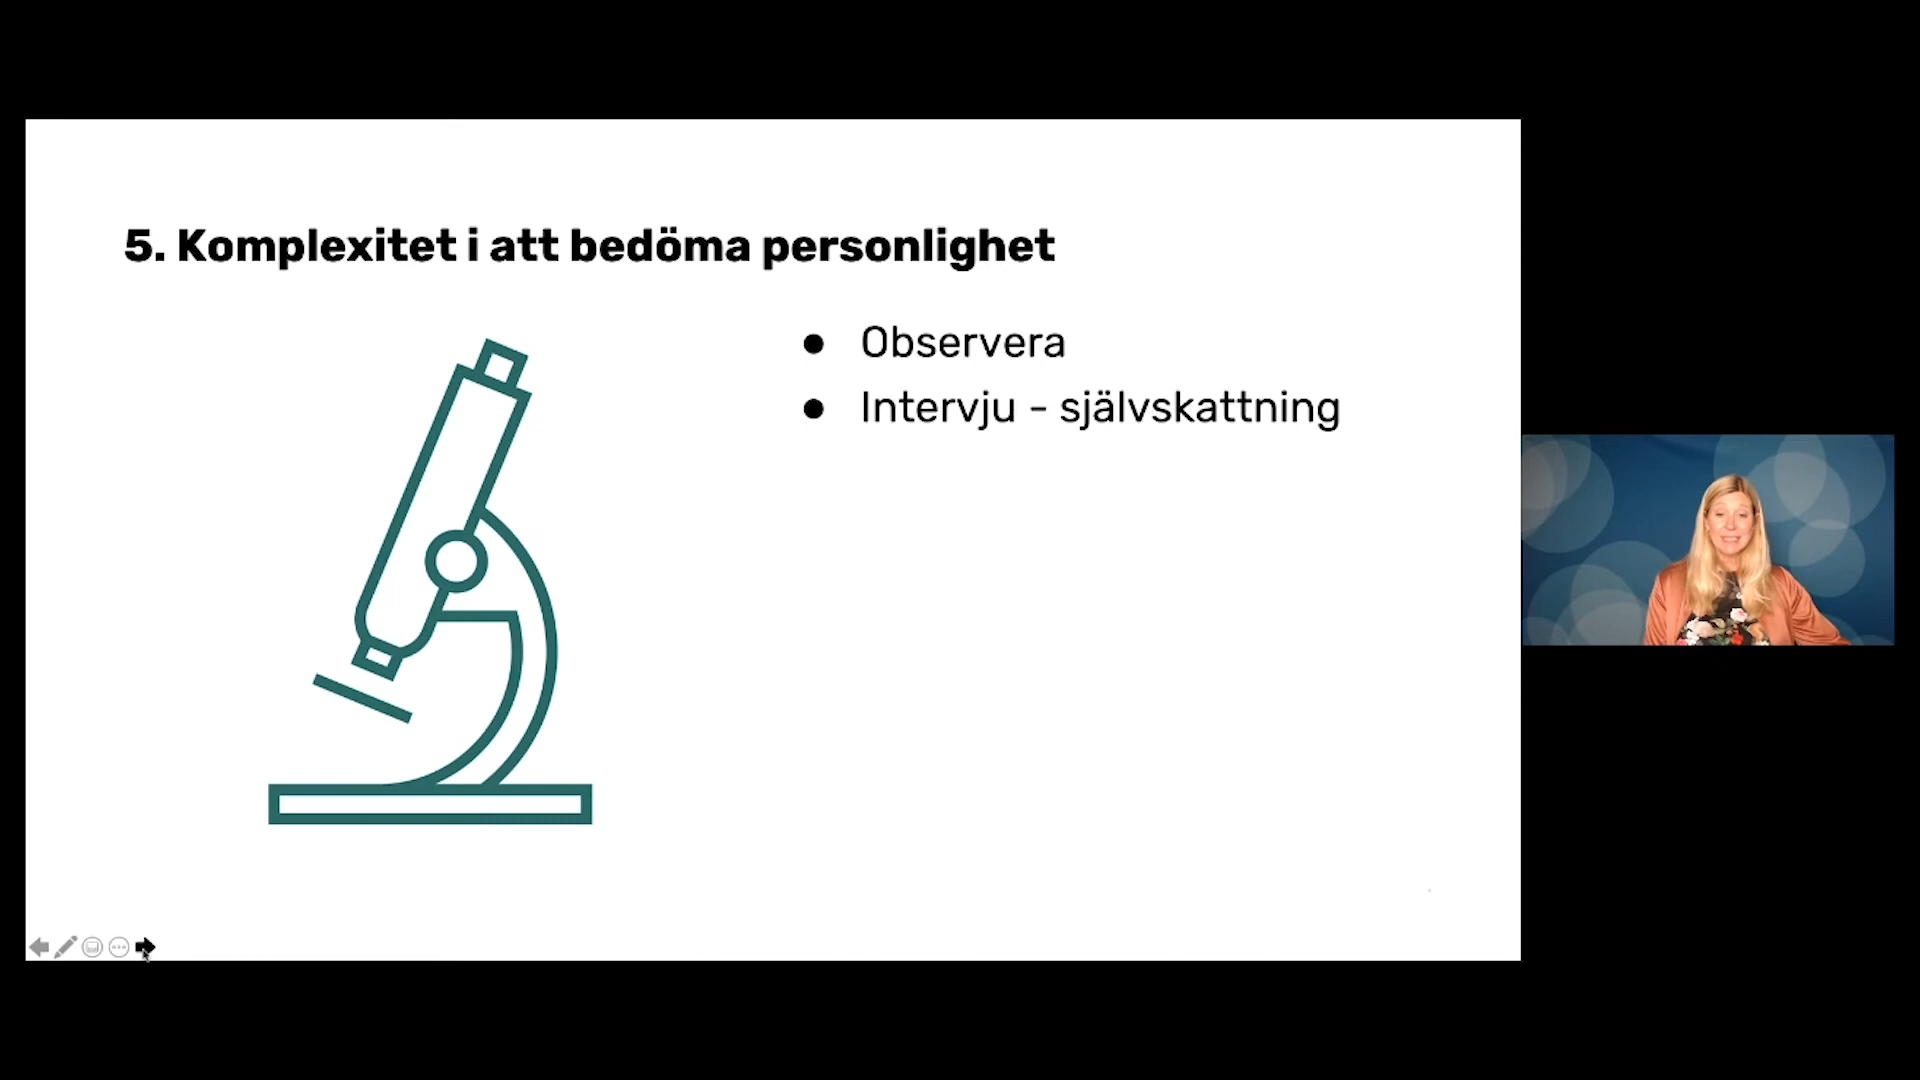 5. Komplexitet i att bedöma personlighet
● Observera
● Intervju - självskattning